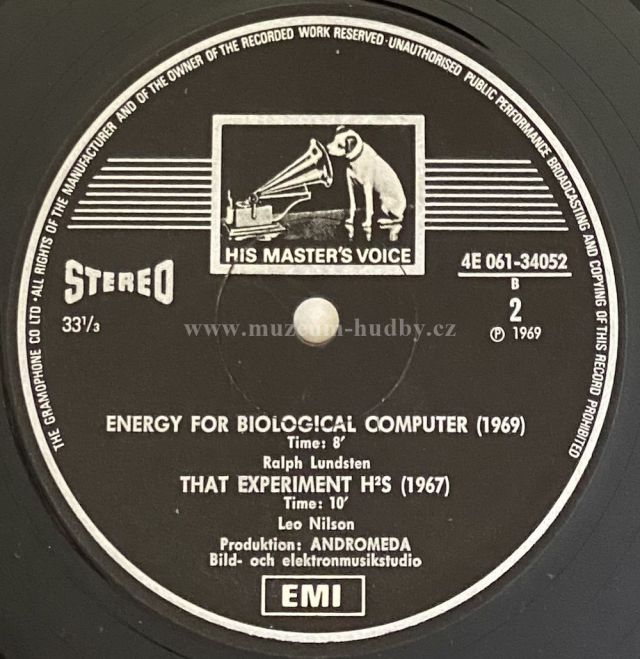 THE GRAMOPHONE CO LTD · ALL RIGHTS OF THE MANUFACTURER AND OF THE OWNER OF THE RECORDED WORK RESERVED · UNAUTHORISED PUBLIC PERFORMANCE BROADCASTING AND COPYING OF THIS RECORD PROHIBITED
HIS MASTER'S VOICE
STEREO
33⅓
4E 061-34052
B
2
Ⓟ 1969
www.muzeum-hudby.cz
ENERGY FOR BIOLOGICAL COMPUTER (1969)
Time: 8'
Ralph Lundsten
THAT EXPERIMENT H²S (1967)
Time: 10'
Leo Nilson
Produktion: ANDROMEDA
Bild- och elektronmusikstudio
EMI